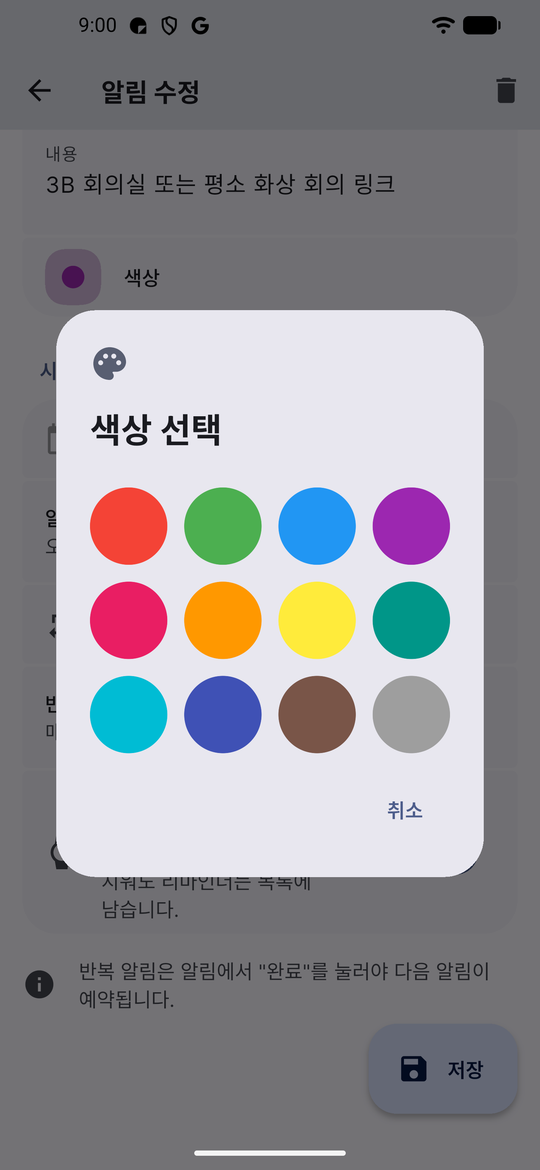 9:00
알림 수정
내용
3B 회의실 또는 평소 화상 회의 링크
색상
색상 선택
취소
지워도 리마인더는 목록에
남습니다.
반복 알림은 알림에서 "완료"를 눌러야 다음 알림이
예약됩니다.
저장